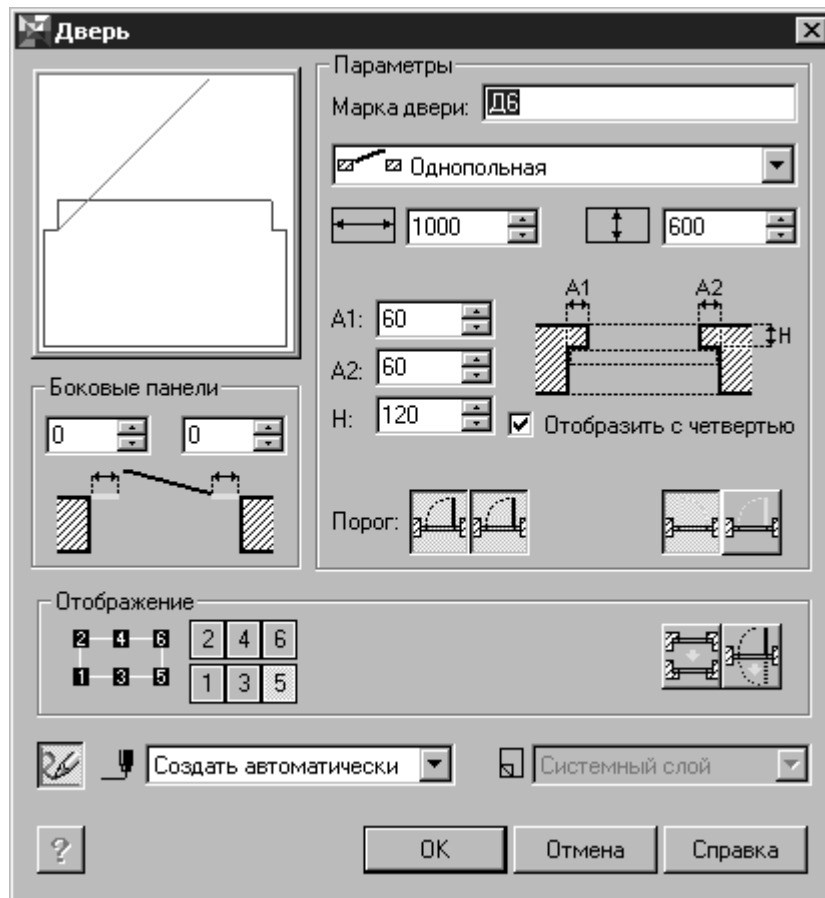 Дверь
Параметры
Марка двери: Д6
Однопольная
1000 600
A1: 60
A1 A2
H
A2: 60
H: 120
Отобразить с четвертью
Боковые панели
0 0
Порог:
Отображение
2 4 6 2 4 6
1 3 5 1 3 5
Создать автоматически Системный слой
? OK Отмена Справка